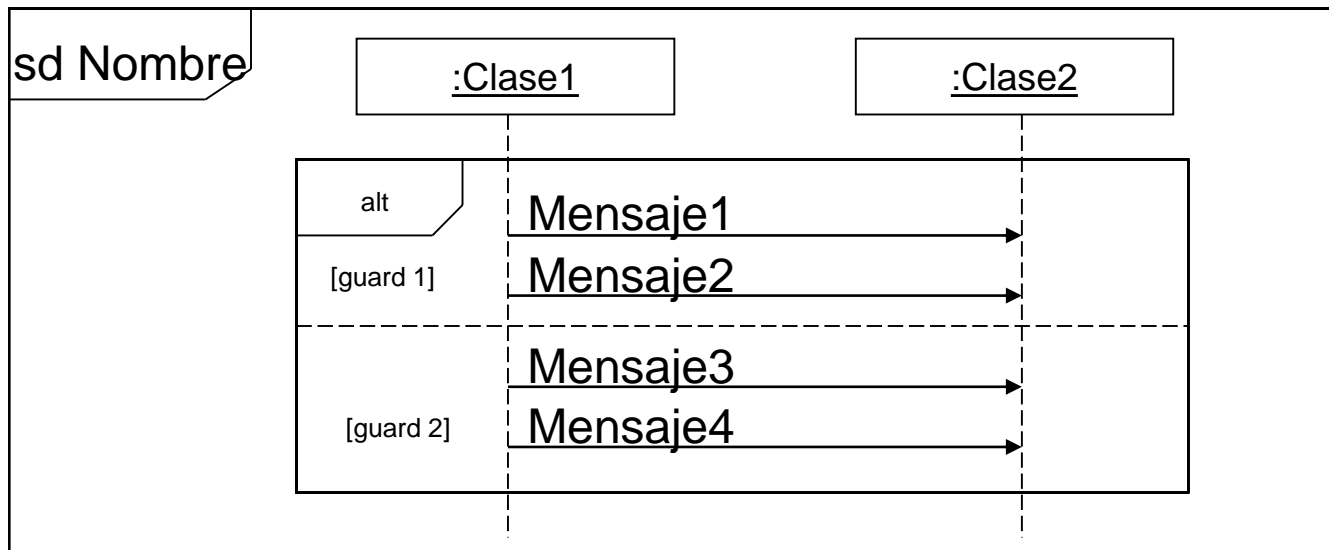 sd Nombre
:Clase1
:Clase2
alt
Mensaje1
[guard 1]
Mensaje2
Mensaje3
[guard 2]
Mensaje4